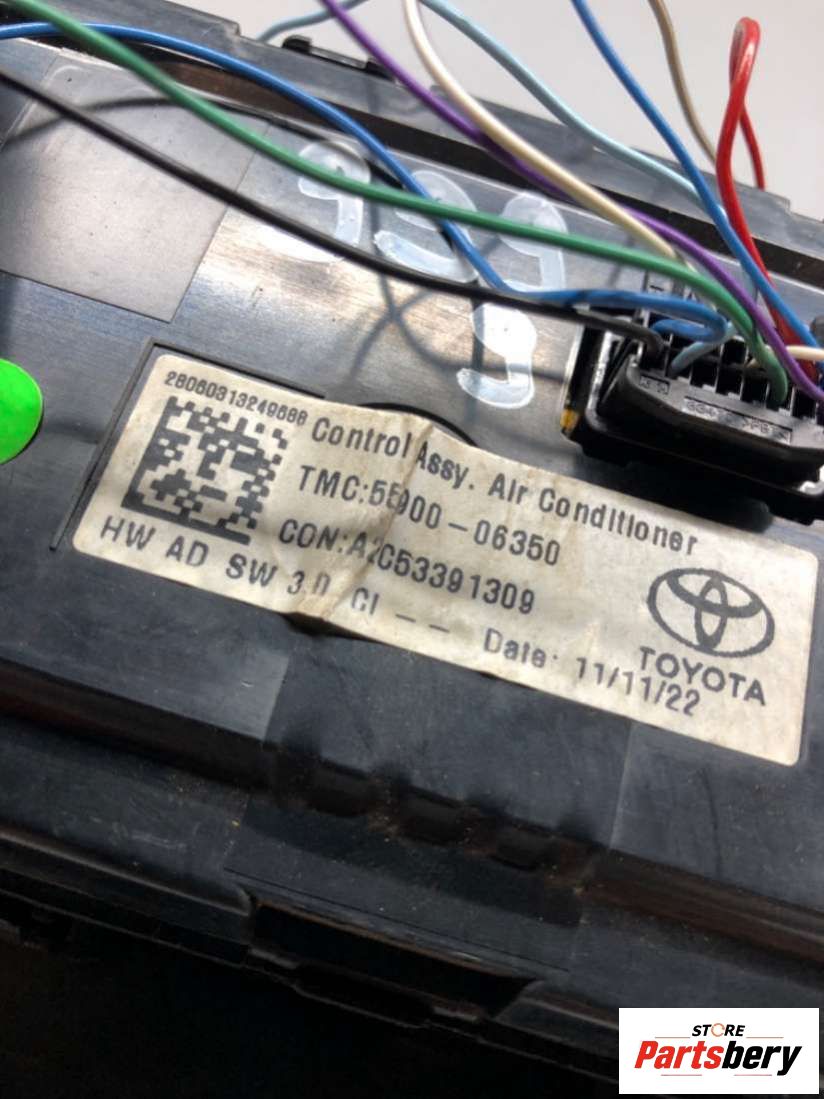 28060313249688
Control Assy. Air Conditioner
TMC:55900-06350
CON:A2C53391309
HW AD SW 3.0 CI -- Date: 11/11/22
TOYOTA
STORE
Partsbery